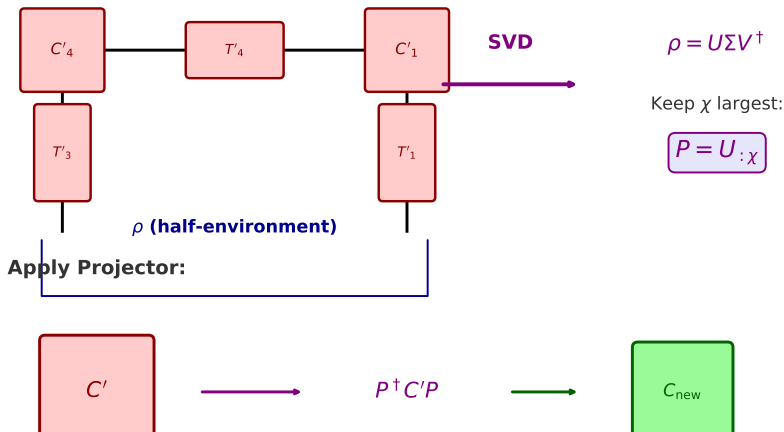 C′₄
T′₄
C′₁
SVD
ρ = UΣV†
Keep χ largest:
P = U:χ
T′₃
T′₁
ρ (half-environment)
Apply Projector:
C′
P†C′P
Cnew